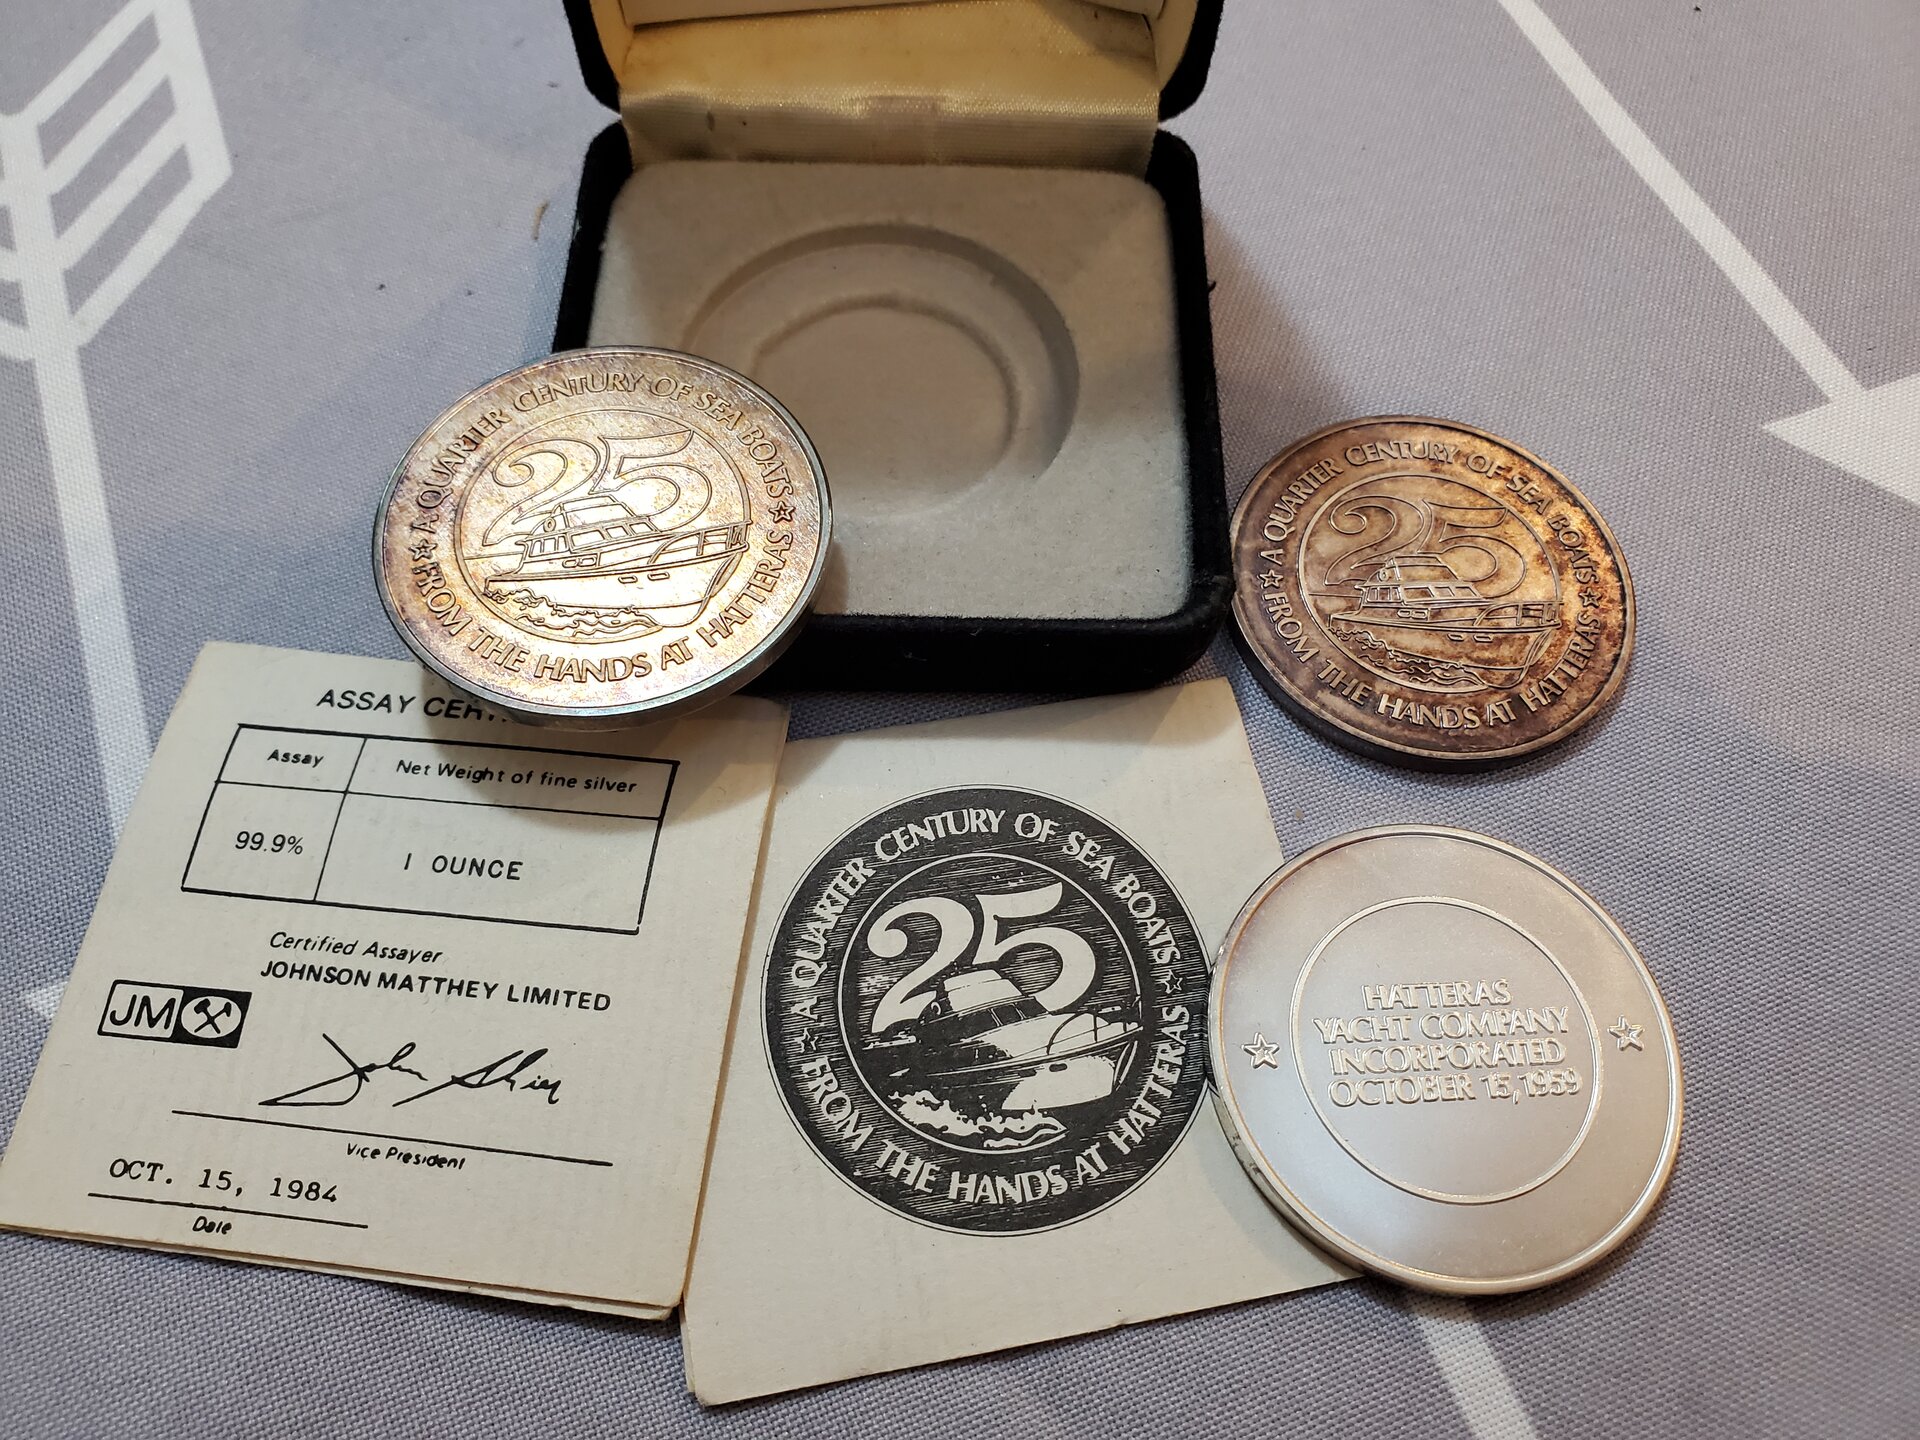 A QUARTER CENTURY OF SEA BOATS
25
FROM THE HANDS AT HATTERAS
A QUARTER CENTURY OF SEA BOATS
25
FROM THE HANDS AT HATTERAS
ASSAY
Assay
Net Weight of fine silver
99.9%
1 OUNCE
Certified Assayer
JOHNSON MATTHEY LIMITED
JM
John Shier
Vice President
OCT. 15, 1984
Date
A QUARTER CENTURY OF SEA BOATS
25
FROM THE HANDS AT HATTERAS
HATTERAS
YACHT COMPANY
INCORPORATED
OCTOBER 15, 1959